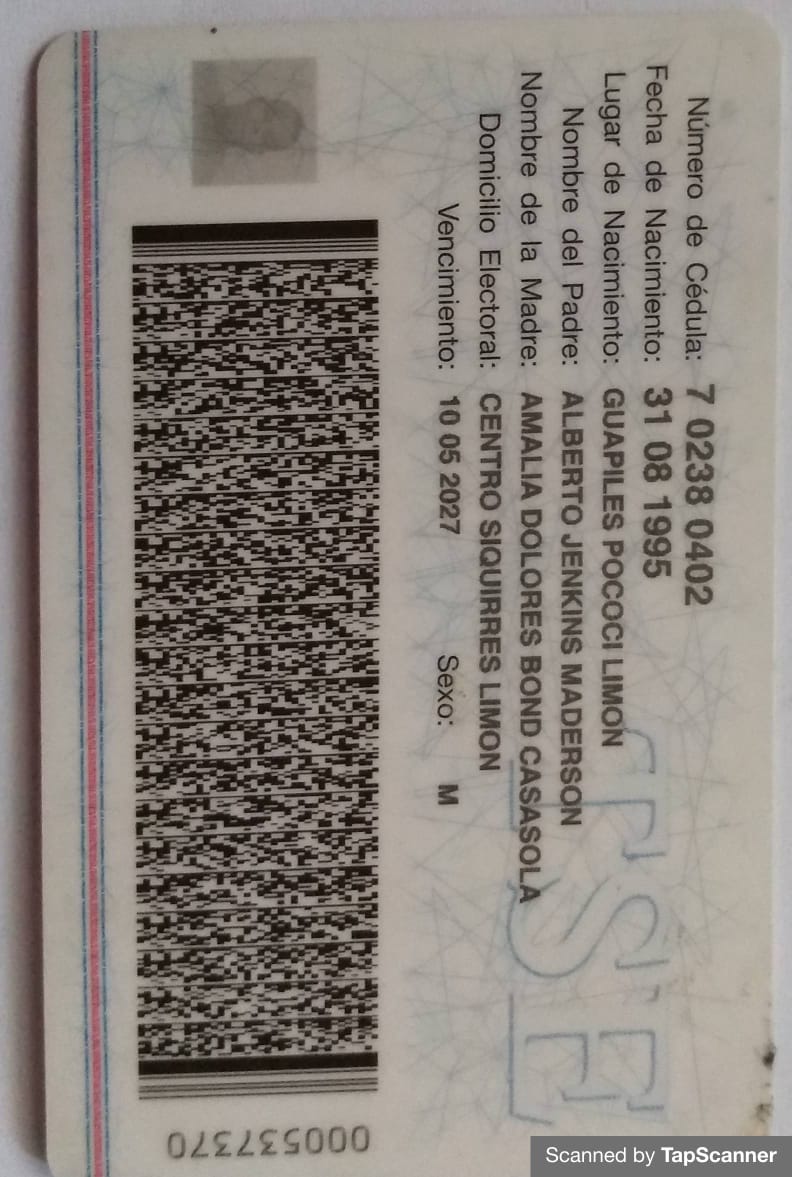 Número de Cédula: 7 0238 0402
Fecha de Nacimiento: 31 08 1995
Lugar de Nacimiento: GUAPILES POCOCI LIMON
Nombre del Padre: ALBERTO JENKINS MADERSON
Nombre de la Madre: AMALIA DOLORES BOND CASASOLA
Domicilio Electoral: CENTRO SIQUIRRES LIMON
Vencimiento: 10 05 2027 Sexo: M
TSE
000537370
Scanned by TapScanner